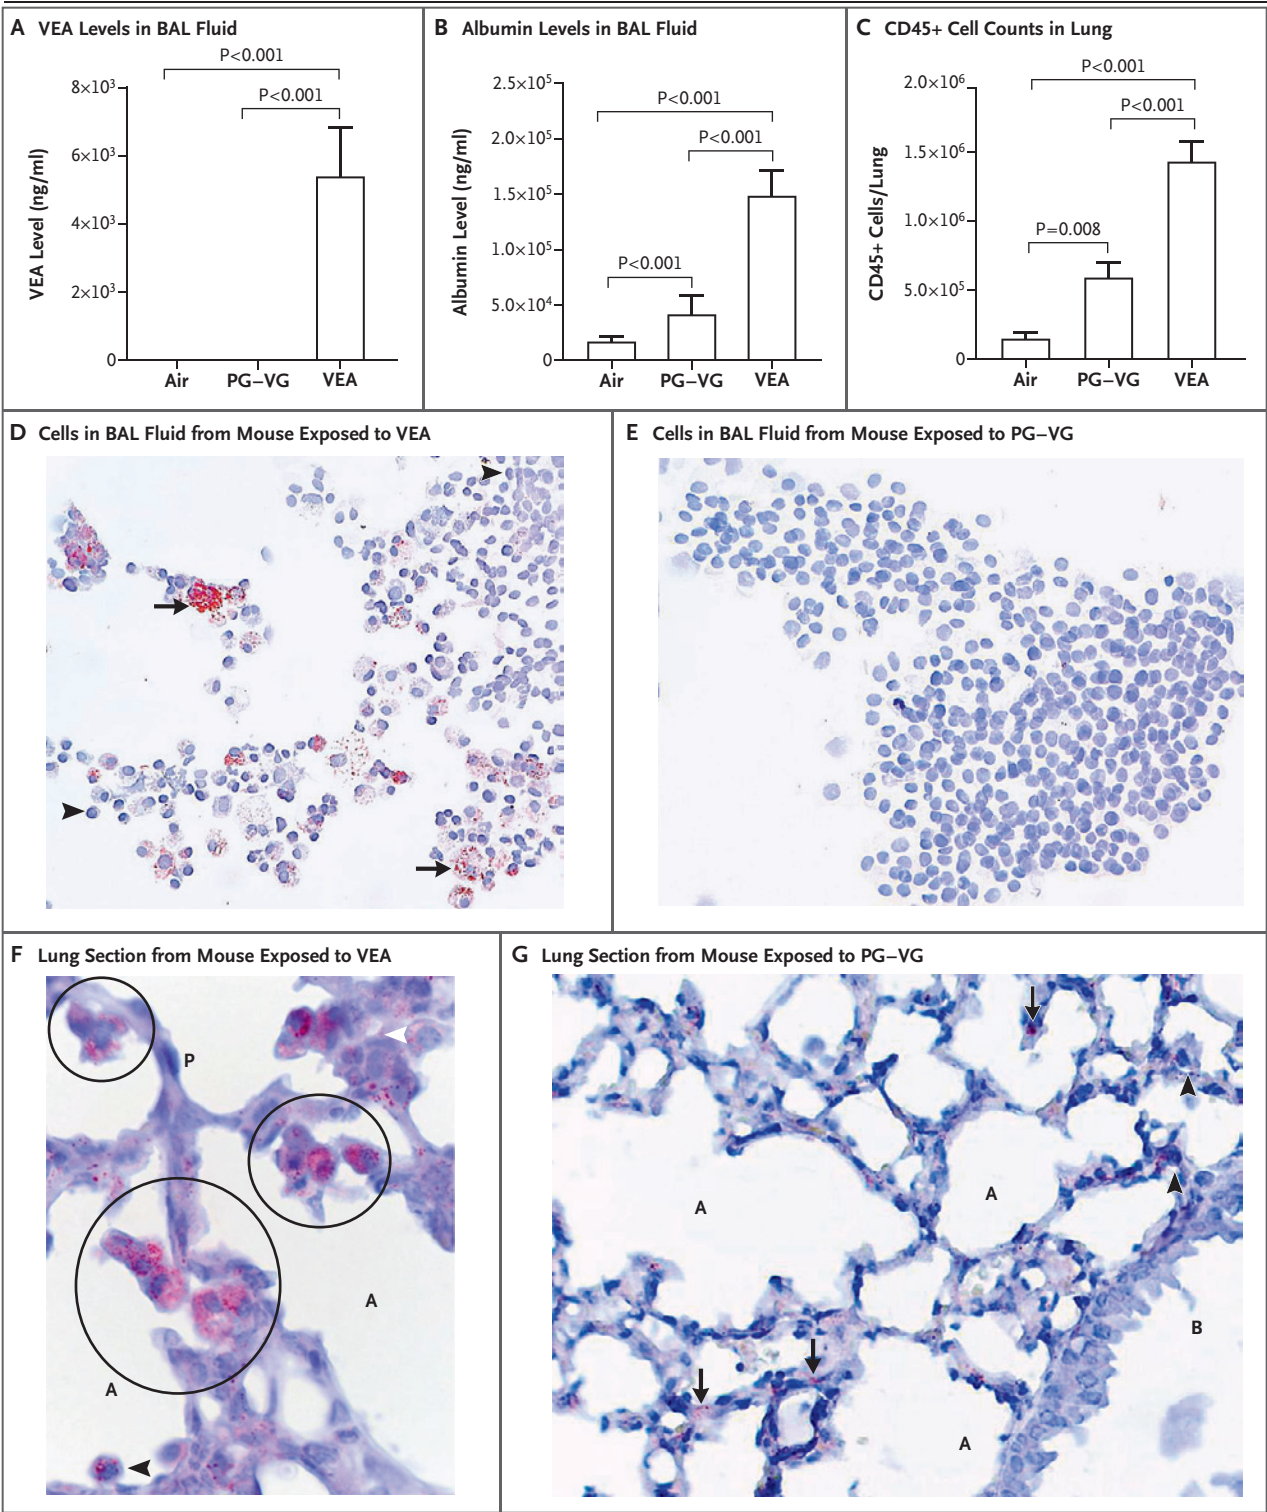 A VEA Levels in BAL Fluid
P<0.001
P<0.001
8×10³
6×10³
4×10³
2×10³
0
VEA Level (ng/ml)
Air PG–VG VEA
B Albumin Levels in BAL Fluid
P<0.001
P<0.001
P<0.001
2.5×10⁵
2.0×10⁵
1.5×10⁵
1.0×10⁵
5.0×10⁴
0
Albumin Level (ng/ml)
Air PG–VG VEA
C CD45+ Cell Counts in Lung
P<0.001
P<0.001
P=0.008
2.0×10⁶
1.5×10⁶
1.0×10⁶
5.0×10⁵
0
CD45+ Cells/Lung
Air PG–VG VEA
D Cells in BAL Fluid from Mouse Exposed to VEA
E Cells in BAL Fluid from Mouse Exposed to PG–VG
F Lung Section from Mouse Exposed to VEA
P
A
A
G Lung Section from Mouse Exposed to PG–VG
A
A
B
A